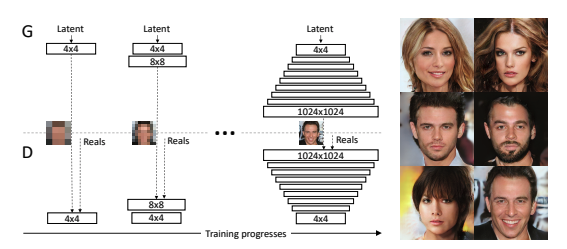 G
Latent
Latent
Latent
4x4
4x4
4x4
8x8
1024x1024
Reals
Reals
Reals
D
1024x1024
8x8
4x4
4x4
4x4
Training progresses